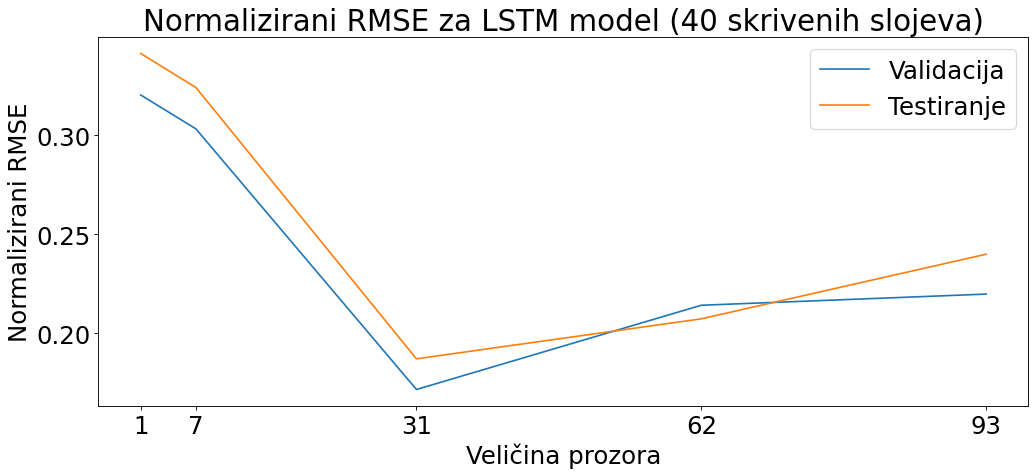 Normalizirani RMSE za LSTM model (40 skrivenih slojeva)
Validacija
Testiranje
Normalizirani RMSE
0.30
0.25
0.20
1 7 31 62 93
Veličina prozora